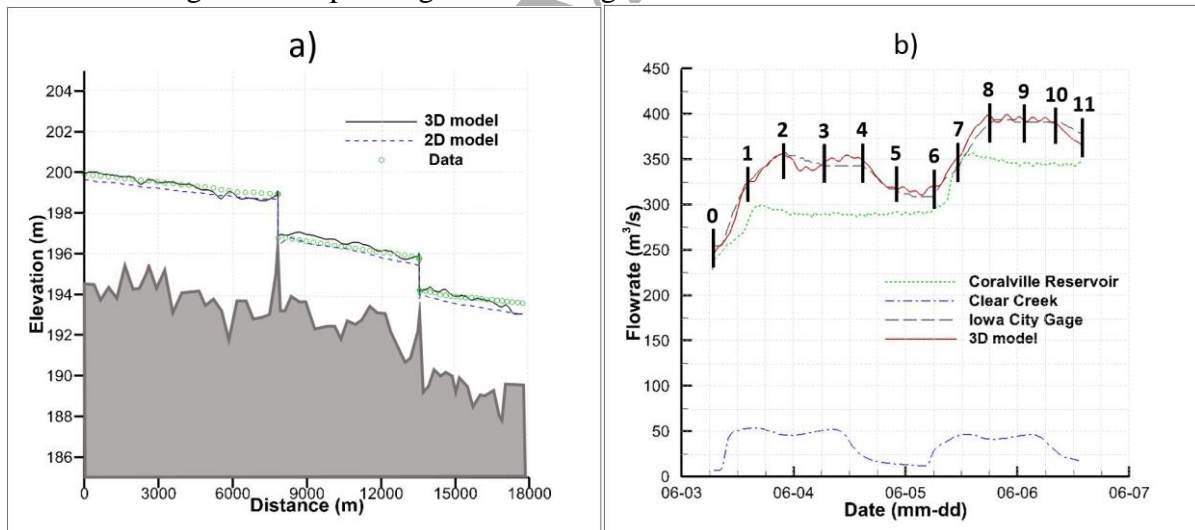 a)
204
202
200
198
196
194
192
190
188
186
Elevation (m)
3D model
2D model
Data
0 3000 6000 9000 12000 15000 18000
Distance (m)
b)
450
400
350
300
250
200
150
100
50
0
Flowrate (m³/s)
0 1 2 3 4 5 6 7 8 9 10 11
Coralville Reservoir
Clear Creek
Iowa City Gage
3D model
06-03 06-04 06-05 06-06 06-07
Date (mm-dd)